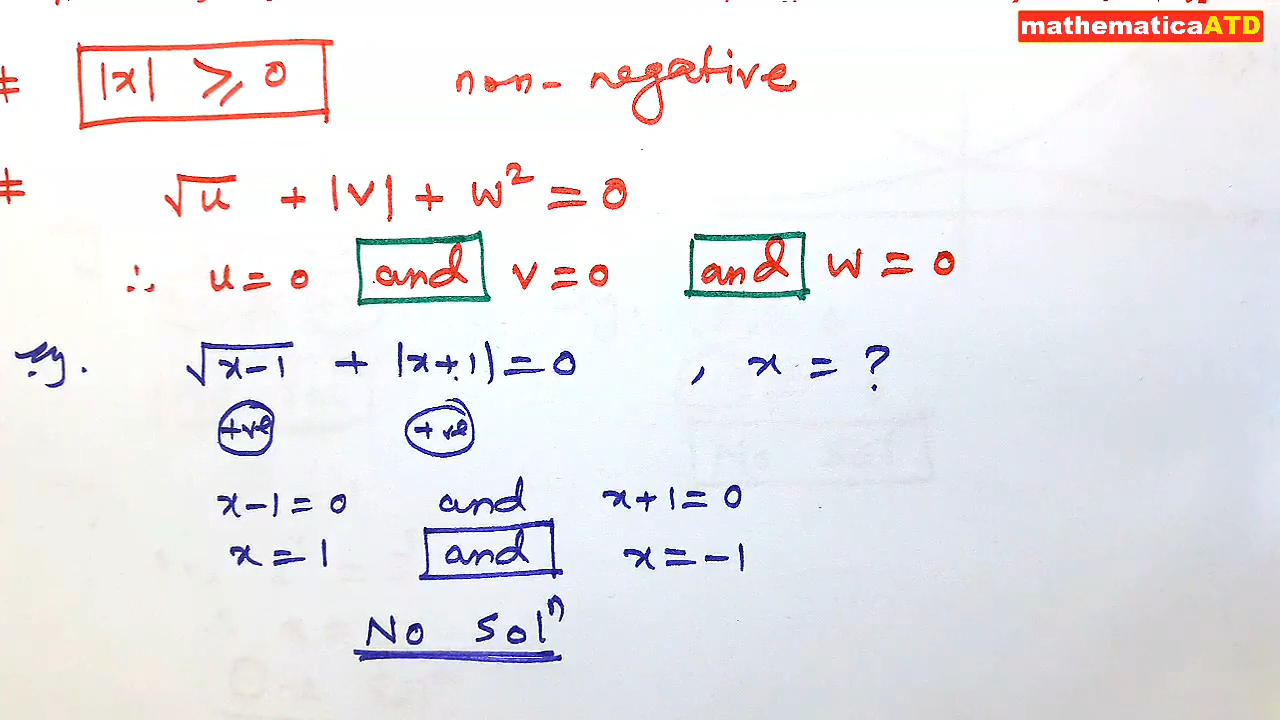 mathematicaATD
|x| ⩾ 0 non-negative
√u + |v| + w² = 0
∴ u = 0 and v = 0 and w = 0
eg. √x-1 + |x+1| = 0 , x = ?
+ve +ve
x-1 = 0 and x+1 = 0
x = 1 and x = -1
No Solⁿ